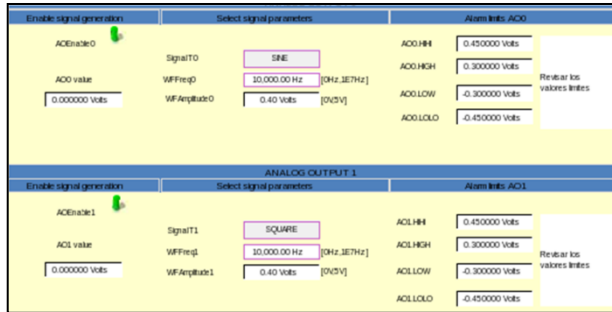 Enable signal generation
Select signal parameters
Alarm limits AO0
AOEnable0
SignalT0
SINE
WFFreq0
10,000.00 Hz
[0Hz,1E7Hz]
WFAmplitude0
0.40 Volts
[0V,5V]
AO0 value
0.000000 Volts
AO0.HIHI
0.450000 Volts
AO0.HIGH
0.300000 Volts
AO0.LOW
-0.300000 Volts
AO0.LOLO
-0.450000 Volts
Revisar los
valores limites
ANALOG OUTPUT 1
Enable signal generation
Select signal parameters
Alarm limits AO1
AOEnable1
SignalT1
SQUARE
WFFreq1
10,000.00 Hz
[0Hz,1E7Hz]
WFAmplitude1
0.40 Volts
[0V,5V]
AO1 value
0.000000 Volts
AO1.HIHI
0.450000 Volts
AO1.HIGH
0.300000 Volts
AO1.LOW
-0.300000 Volts
AO1.LOLO
-0.450000 Volts
Revisar los
valores limites